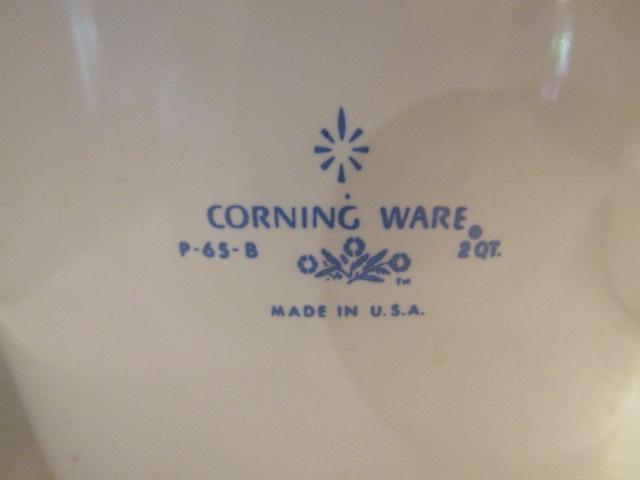 CORNING WARE®
P-65-B 2 QT.
TM
MADE IN U.S.A.